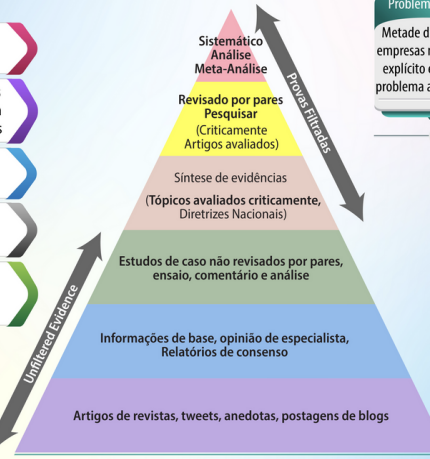 Problem
Metade d
empresas n
explícito e
problema a
Sistemático
Análise
Meta-Análise
Revisado por pares
Pesquisar
(Criticamente
Artigos avaliados)
Provas Filtradas
Síntese de evidências
(Tópicos avaliados criticamente,
Diretrizes Nacionais)
Estudos de caso não revisados por pares,
ensaio, comentário e análise
Unfiltered Evidence
Informações de base, opinião de especialista,
Relatórios de consenso
Artigos de revistas, tweets, anedotas, postagens de blogs